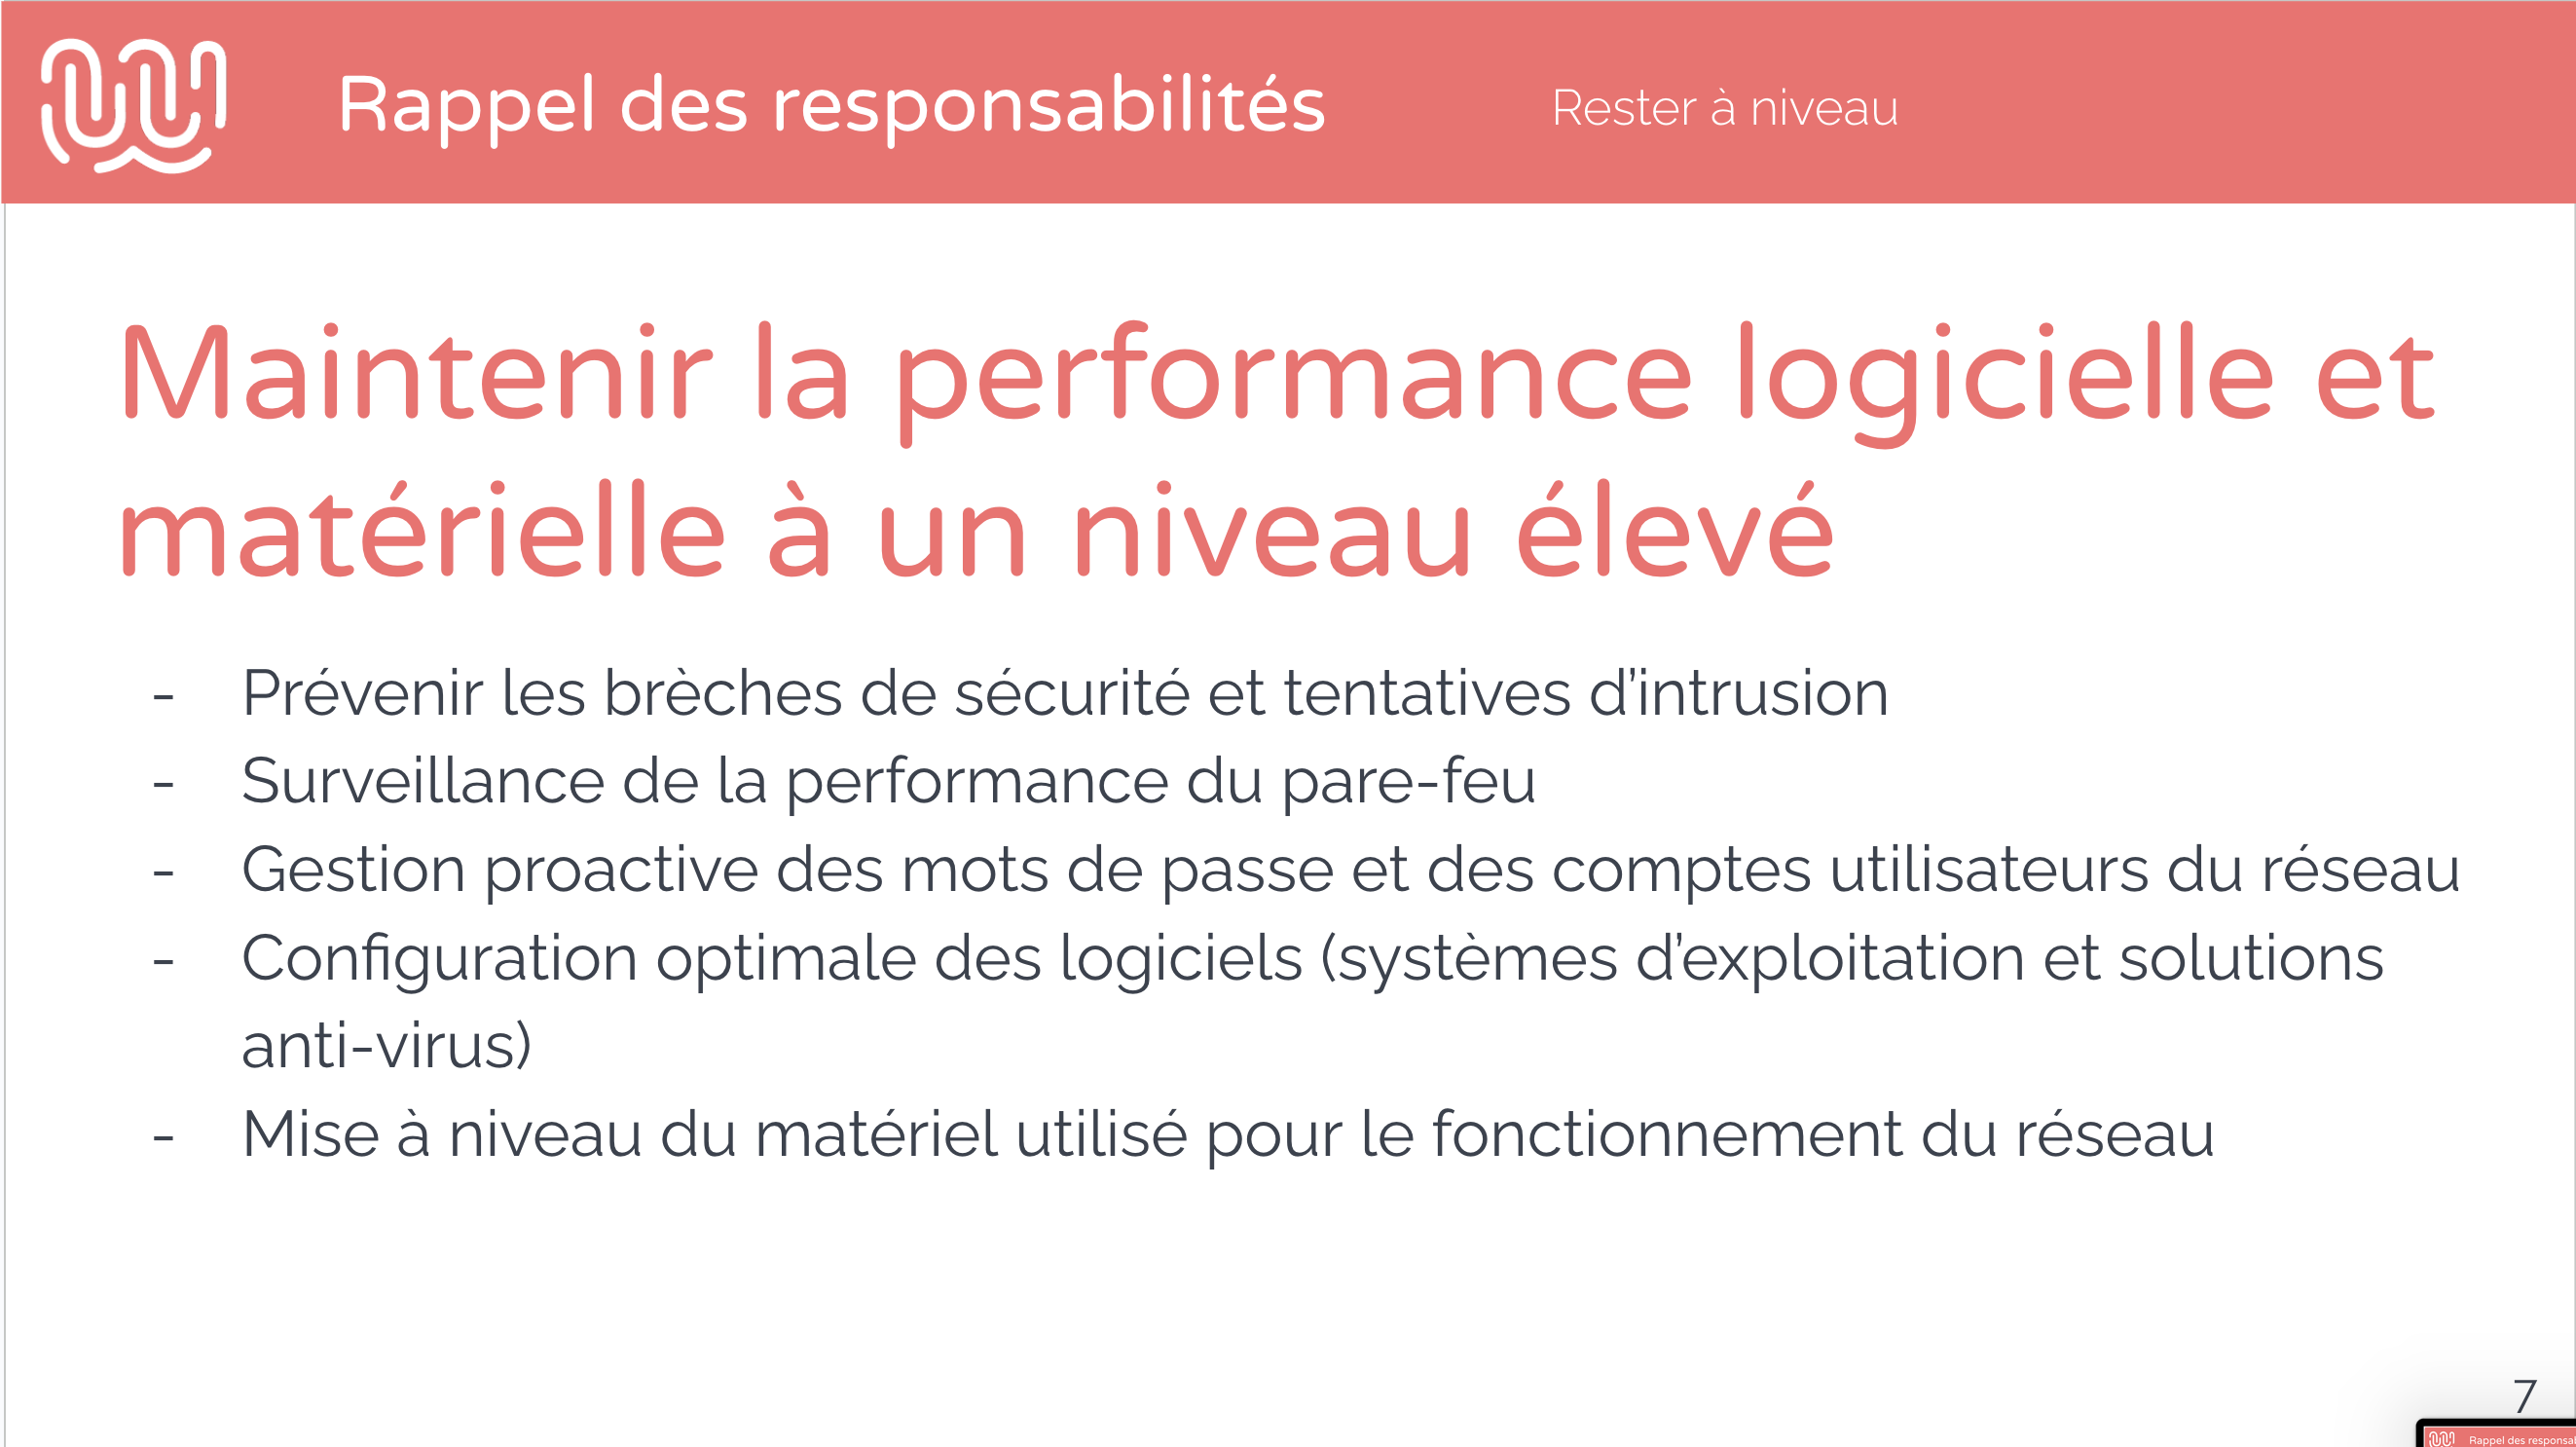 Rappel des responsabilités
Rester à niveau
Maintenir la performance logicielle et
matérielle à un niveau élevé
- Prévenir les brèches de sécurité et tentatives d’intrusion
- Surveillance de la performance du pare-feu
- Gestion proactive des mots de passe et des comptes utilisateurs du réseau
- Configuration optimale des logiciels (systèmes d’exploitation et solutions
anti-virus)
- Mise à niveau du matériel utilisé pour le fonctionnement du réseau
7
Rappel des responsa